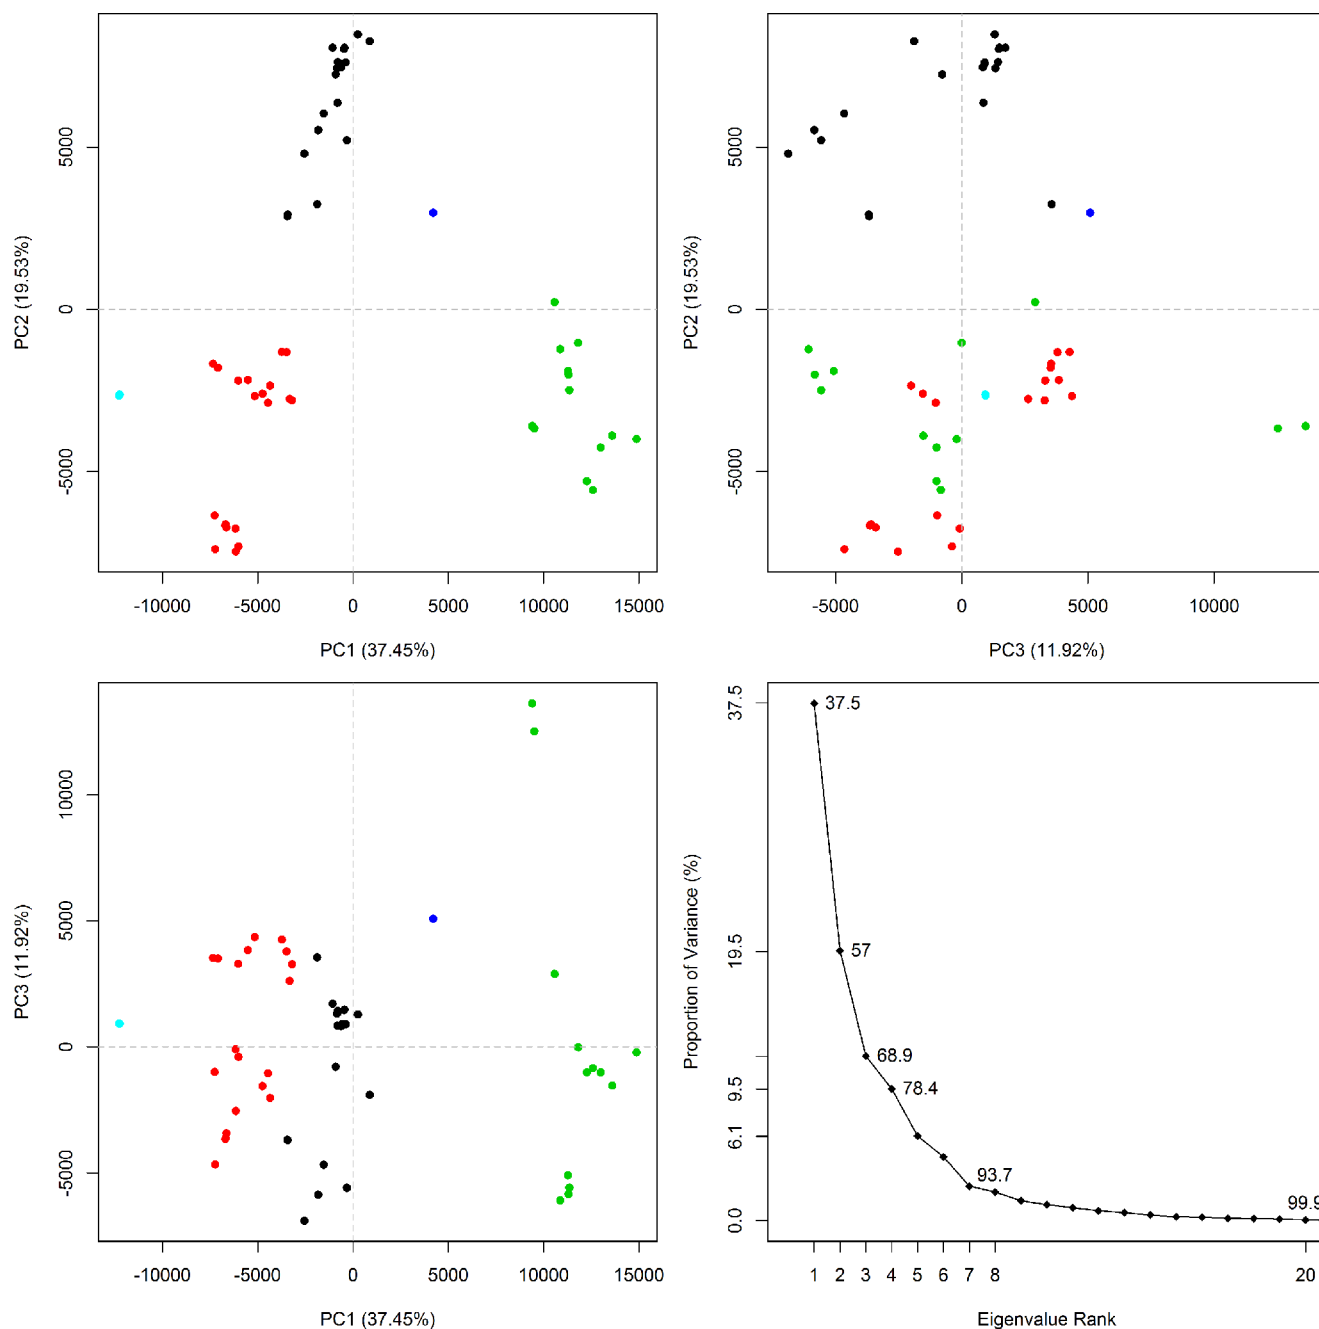 5000
0
-5000
PC2 (19.53%)
-10000 -5000 0 5000 10000 15000
PC1 (37.45%)
5000
0
-5000
PC2 (19.53%)
-5000 0 5000 10000
PC3 (11.92%)
10000
5000
0
-5000
PC3 (11.92%)
-10000 -5000 0 5000 10000 15000
PC1 (37.45%)
37.5
19.5
9.5
6.1
0.0
Proportion of Variance (%)
37.5
57
68.9
78.4
93.7
99.9
1 2 3 4 5 6 7 8 20
Eigenvalue Rank